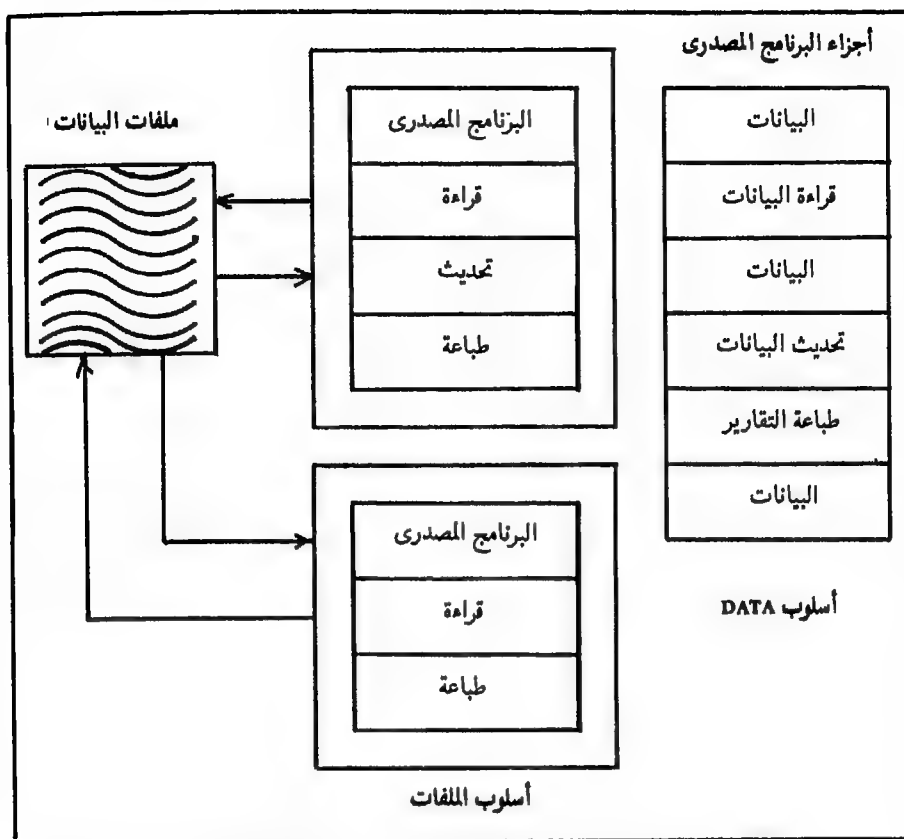 أجزاء البرنامج المصدرى
البيانات
قراءة البيانات
البيانات
تحديث البيانات
طباعة التقارير
البيانات
أسلوب DATA
البرنامج المصدرى
قراءة
تحديث
طباعة
ملفات البيانات
البرنامج المصدرى
قراءة
طباعة
أسلوب الملفات